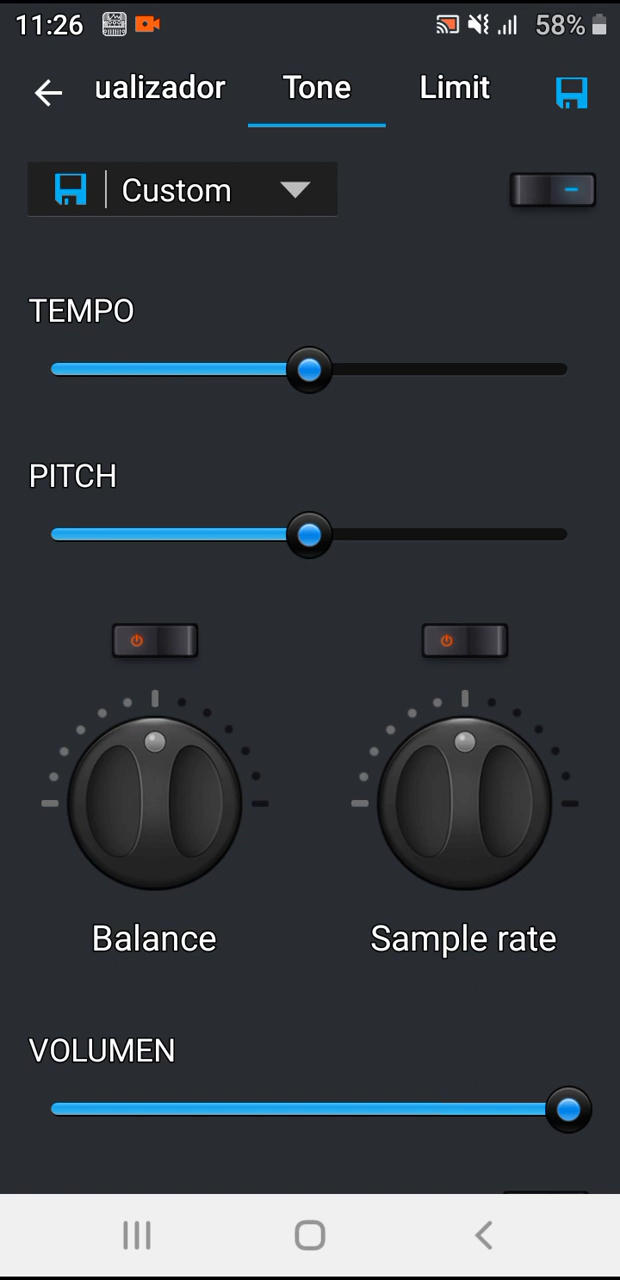 11:26 58%
ualizador Tone Limit
Custom
TEMPO
PITCH
Balance Sample rate
VOLUMEN